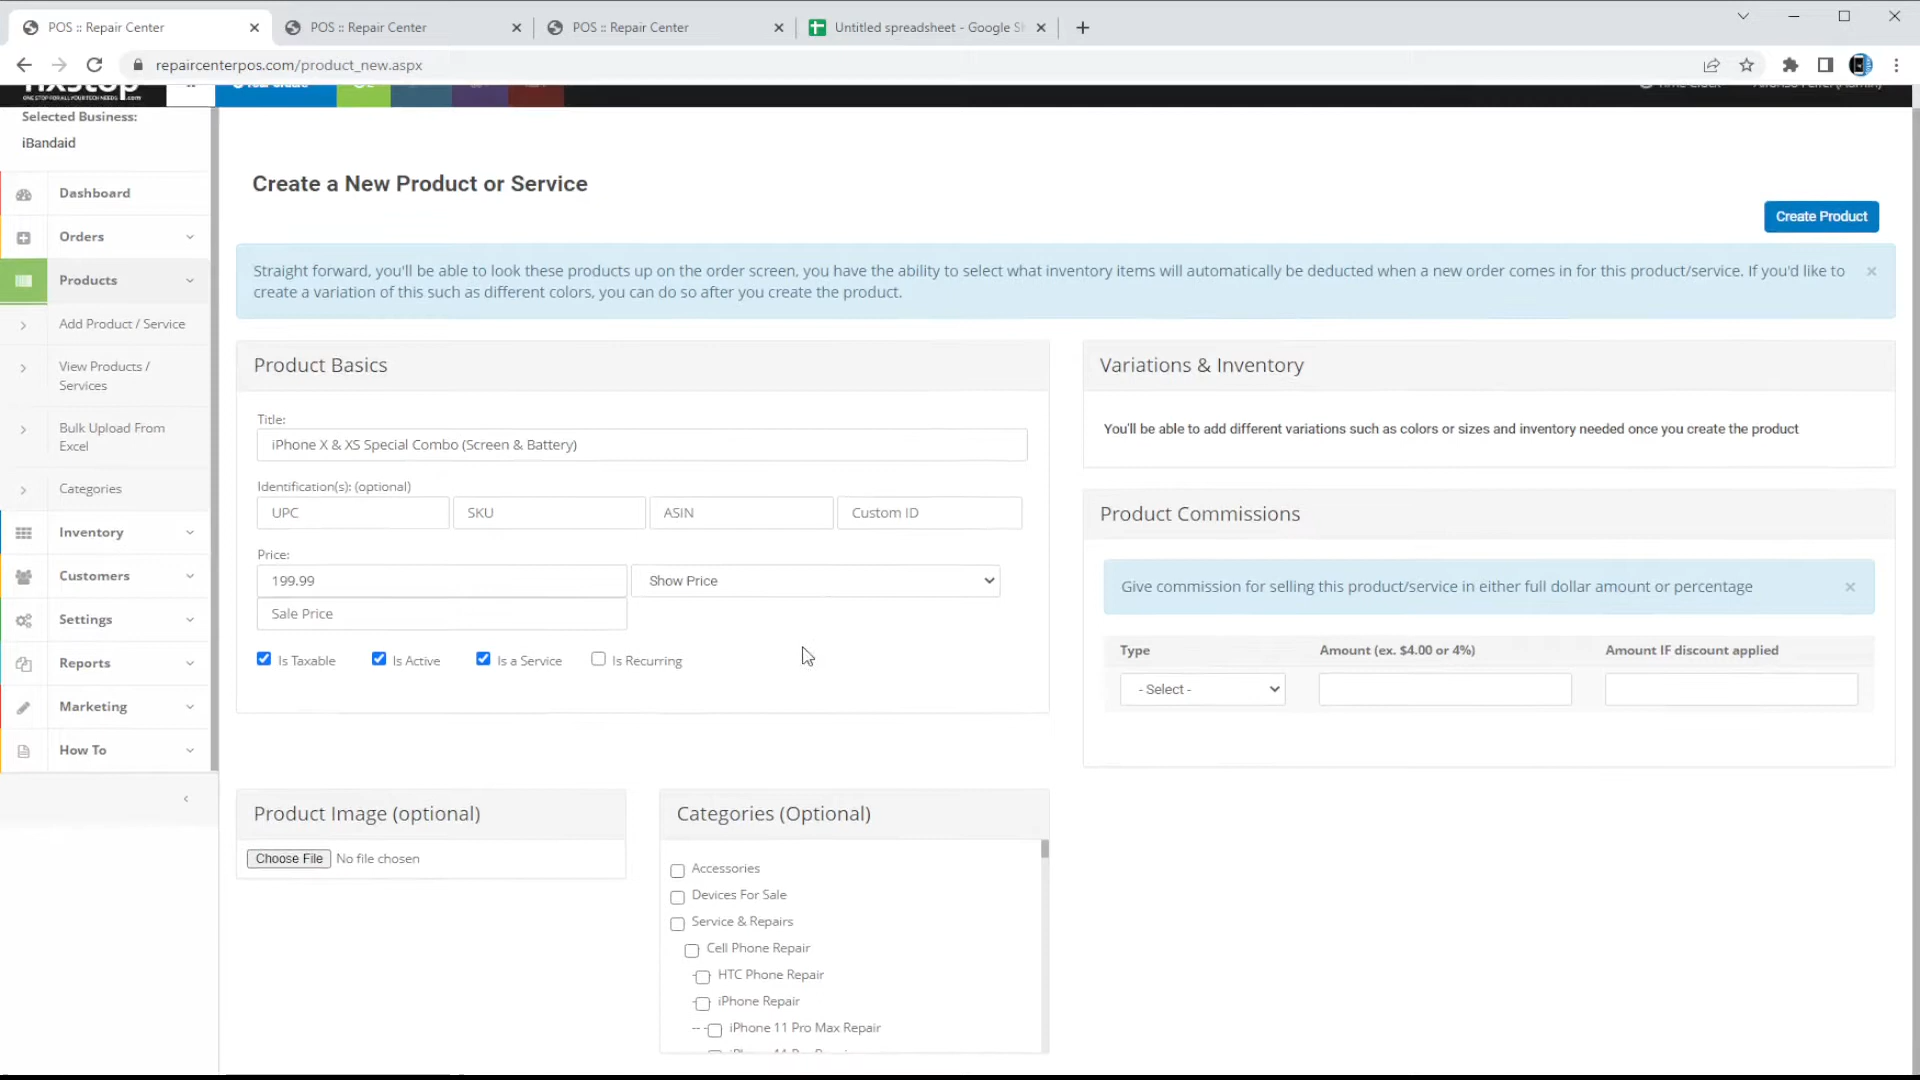 POS :: Repair Center
POS :: Repair Center
POS :: Repair Center
Untitled spreadsheet - Google S
repaircenterpos.com/product_new.aspx
ONE STOP FOR ALL YOUR TECH NEEDS .com
Selected Business:
iBandaid
Dashboard
Orders
Products
Add Product / Service
View Products /
Services
Bulk Upload From
Excel
Categories
Inventory
Customers
Settings
Reports
Marketing
How To
Create a New Product or Service
Create Product
Straight forward, you'll be able to look these products up on the order screen, you have the ability to select what inventory items will automatically be deducted when a new order comes in for this product/service. If you'd like to
create a variation of this such as different colors, you can do so after you create the product.
Product Basics
Title:
iPhone X & XS Special Combo (Screen & Battery)
Identification(s): (optional)
UPC
SKU
ASIN
Custom ID
Price:
199.99
Show Price
Sale Price
Is Taxable
Is Active
Is a Service
Is Recurring
Variations & Inventory
You'll be able to add different variations such as colors or sizes and inventory needed once you create the product
Product Commissions
Give commission for selling this product/service in either full dollar amount or percentage
Type
Amount (ex. $4.00 or 4%)
Amount IF discount applied
- Select -
Product Image (optional)
Choose File No file chosen
Categories (Optional)
Accessories
Devices For Sale
Service & Repairs
Cell Phone Repair
HTC Phone Repair
iPhone Repair
iPhone 11 Pro Max Repair